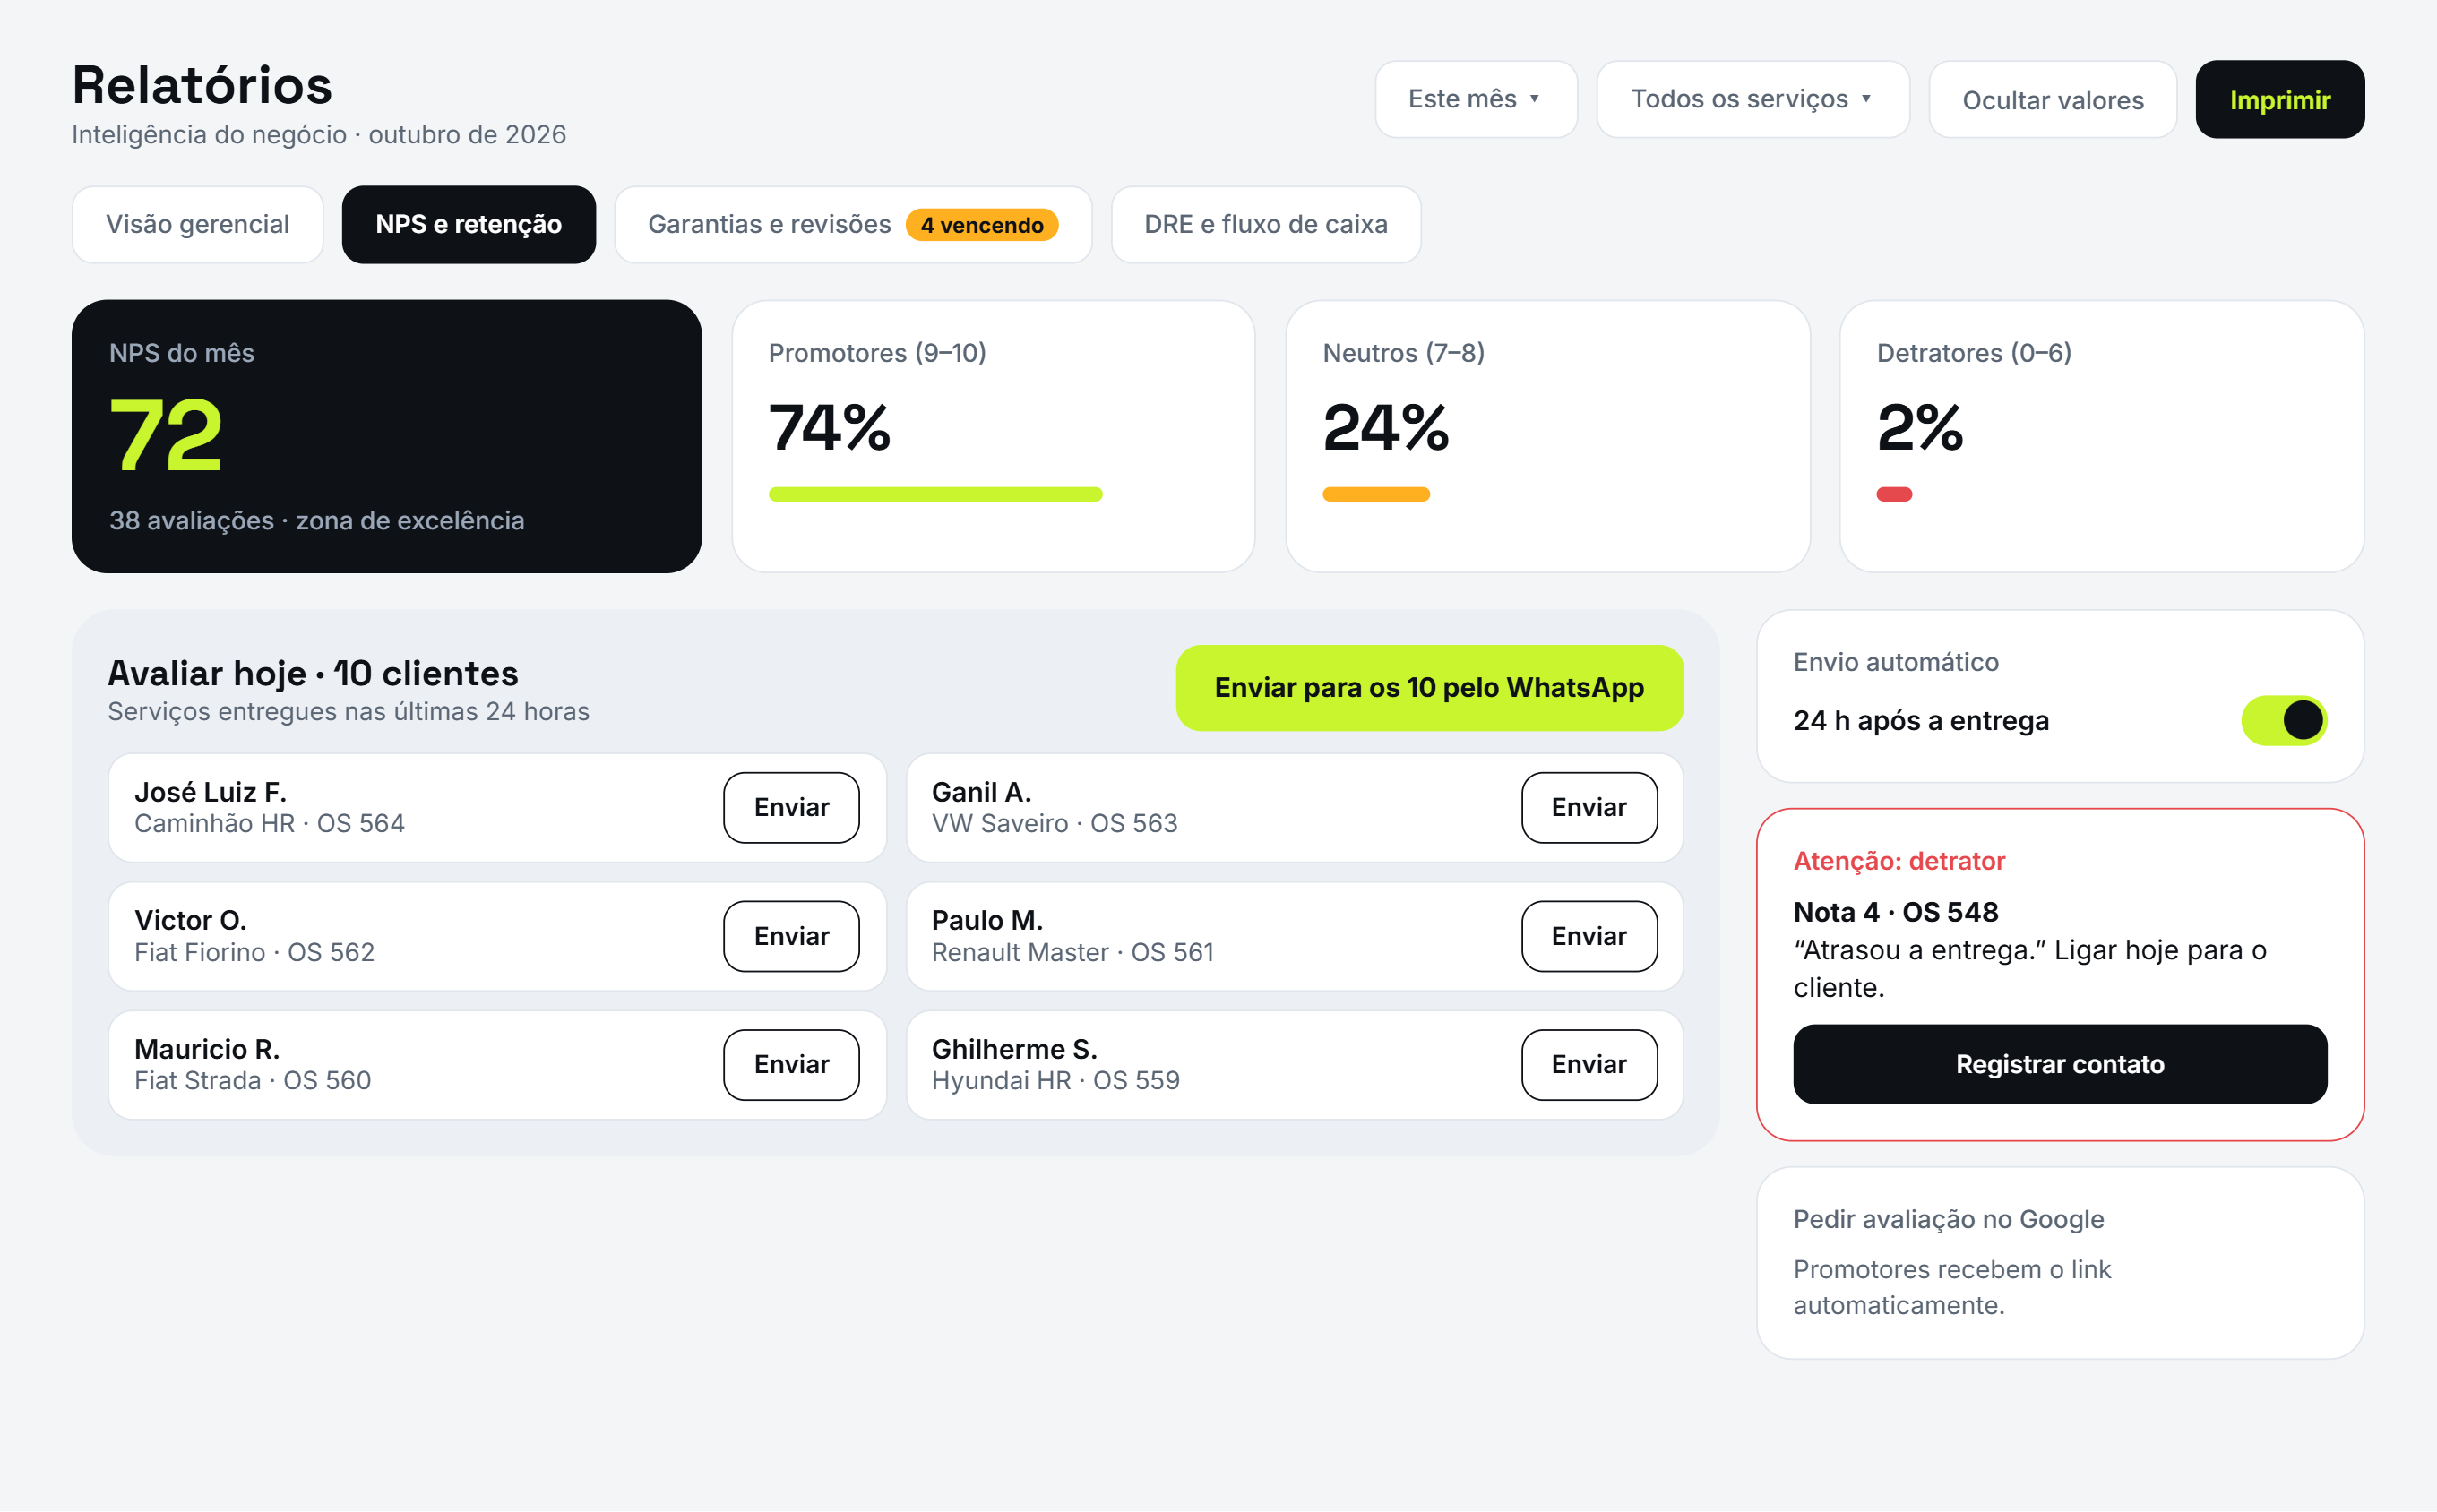 Relatórios
Inteligência do negócio · outubro de 2026
Este mês ▾
Todos os serviços ▾
Ocultar valores
Imprimir
Visão gerencial
NPS e retenção
Garantias e revisões 4 vencendo
DRE e fluxo de caixa
NPS do mês
72
38 avaliações · zona de excelência
Promotores (9–10)
74%
Neutros (7–8)
24%
Detratores (0–6)
2%
Avaliar hoje · 10 clientes
Serviços entregues nas últimas 24 horas
Enviar para os 10 pelo WhatsApp
José Luiz F.
Caminhão HR · OS 564
Enviar
Ganil A.
VW Saveiro · OS 563
Enviar
Victor O.
Fiat Fiorino · OS 562
Enviar
Paulo M.
Renault Master · OS 561
Enviar
Mauricio R.
Fiat Strada · OS 560
Enviar
Ghilherme S.
Hyundai HR · OS 559
Enviar
Envio automático
24 h após a entrega
Atenção: detrator
Nota 4 · OS 548
“Atrasou a entrega.” Ligar hoje para o
cliente.
Registrar contato
Pedir avaliação no Google
Promotores recebem o link
automaticamente.